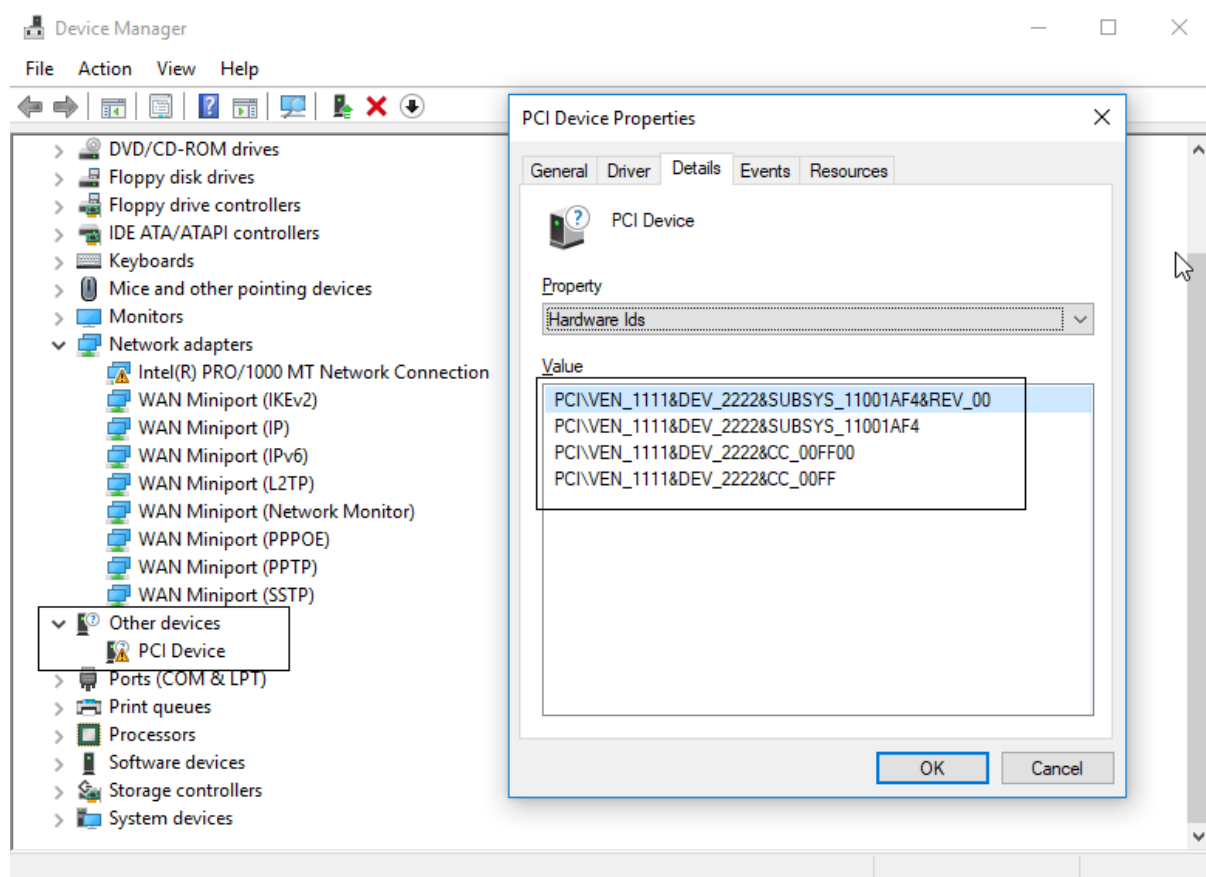 Device Manager
File Action View Help
DVD/CD-ROM drives
Floppy disk drives
Floppy drive controllers
IDE ATA/ATAPI controllers
Keyboards
Mice and other pointing devices
Monitors
Network adapters
Intel(R) PRO/1000 MT Network Connection
WAN Miniport (IKEv2)
WAN Miniport (IP)
WAN Miniport (IPv6)
WAN Miniport (L2TP)
WAN Miniport (Network Monitor)
WAN Miniport (PPPOE)
WAN Miniport (PPTP)
WAN Miniport (SSTP)
Other devices
PCI Device
Ports (COM & LPT)
Print queues
Processors
Software devices
Storage controllers
System devices
PCI Device Properties
General Driver Details Events Resources
PCI Device
Property
Hardware Ids
Value
PCI\VEN_1111&DEV_2222&SUBSYS_11001AF4&REV_00
PCI\VEN_1111&DEV_2222&SUBSYS_11001AF4
PCI\VEN_1111&DEV_2222&CC_00FF00
PCI\VEN_1111&DEV_2222&CC_00FF
OK Cancel